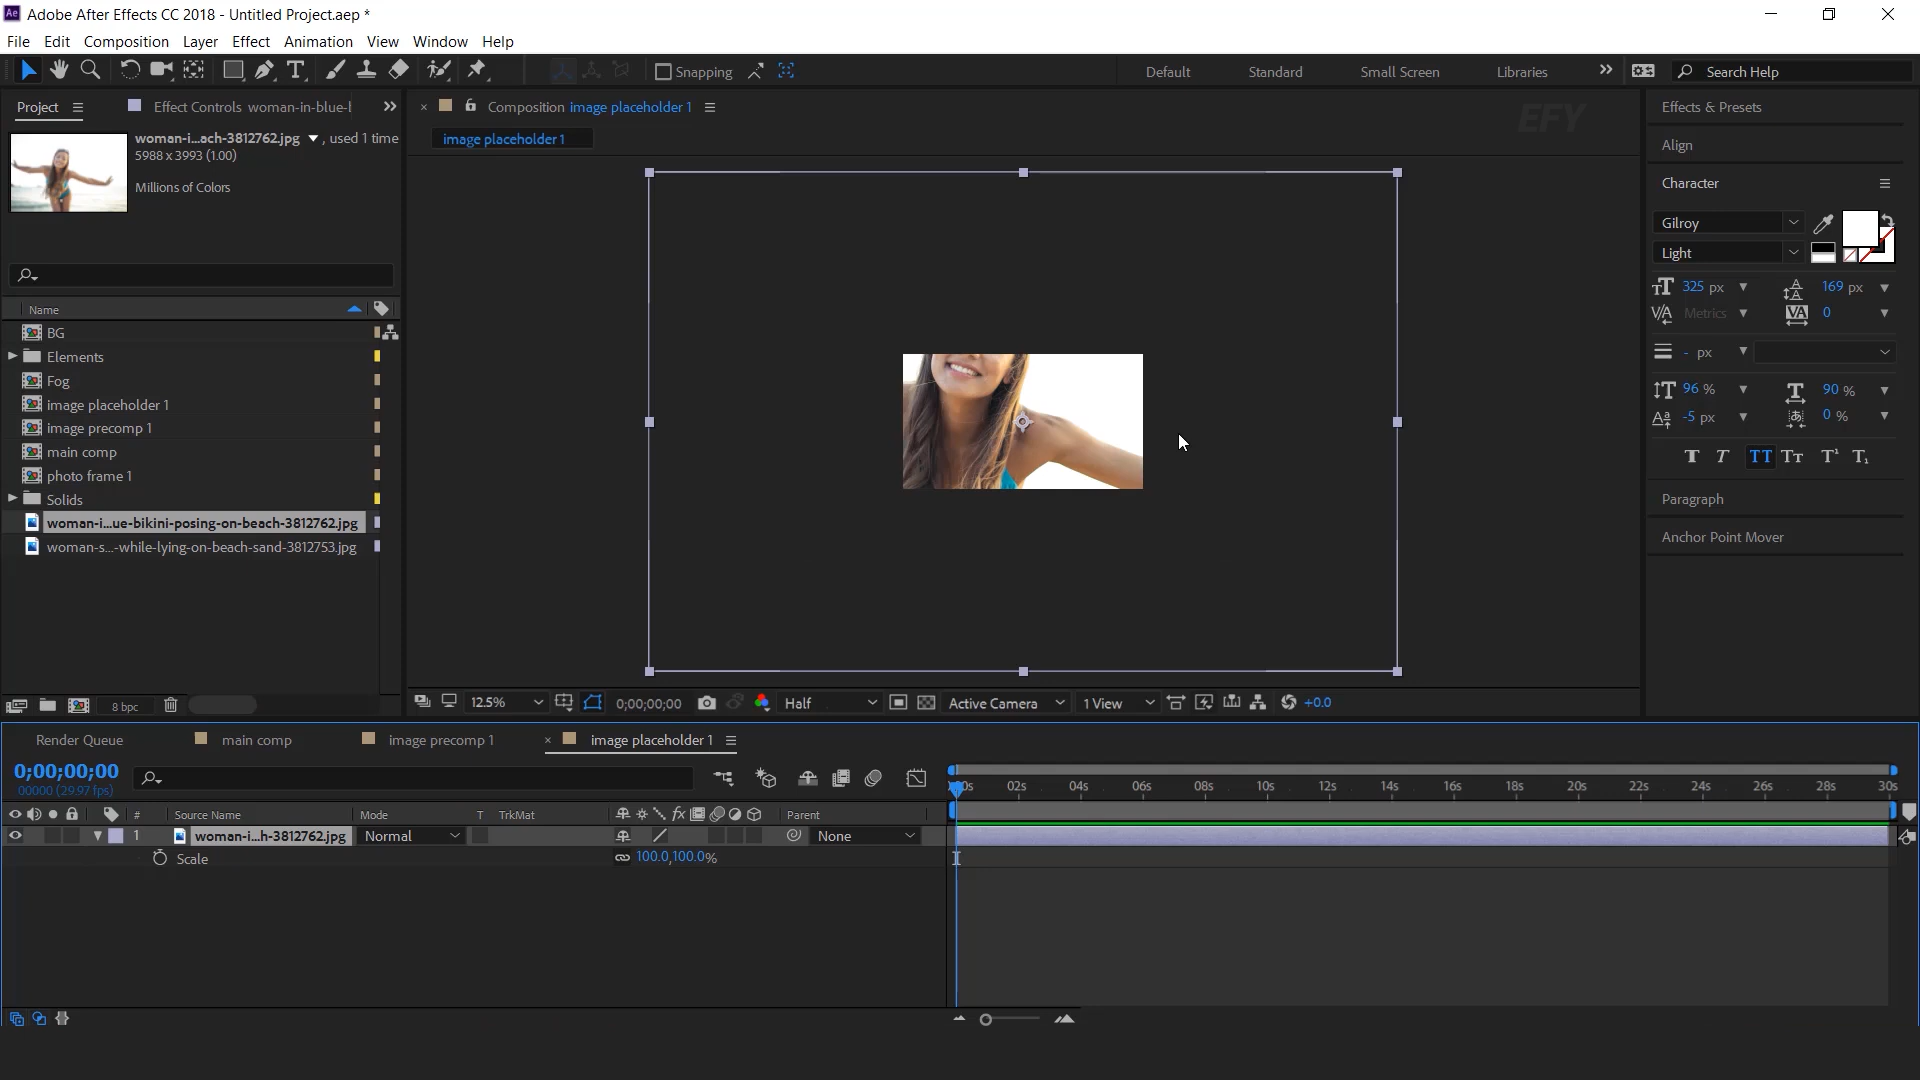 Adobe After Effects CC 2018 - Untitled Project.aep *
File Edit Composition Layer Effect Animation View Window Help
Snapping
Default Standard Small Screen Libraries
Search Help
Project
Effect Controls woman-in-blue-l
woman-i...ach-3812762.jpg , used 1 time
5988 x 3993 (1.00)
Millions of Colors
Name
BG
Elements
Fog
image placeholder 1
image precomp 1
main comp
photo frame 1
Solids
woman-i...ue-bikini-posing-on-beach-3812762.jpg
woman-s...-while-lying-on-beach-sand-3812753.jpg
8 bpc
Composition image placeholder 1
image placeholder 1
EFY
12.5% 0;00;00;00 Half Active Camera 1 View +0.0
Effects & Presets
Align
Character
Gilroy
Light
325 px 169 px
Metrics 0
- px
96 % 90 %
-5 px 0 %
T T TT TT T¹ T₁
Paragraph
Anchor Point Mover
Render Queue main comp image precomp 1 × image placeholder 1
0;00;00;00
00000 (29.97 fps)
00s 02s 04s 06s 08s 10s 12s 14s 16s 18s 20s 22s 24s 26s 28s 30s
# Source Name Mode T TrkMat Parent
1 woman-i...h-3812762.jpg Normal None
Scale 100.0,100.0%